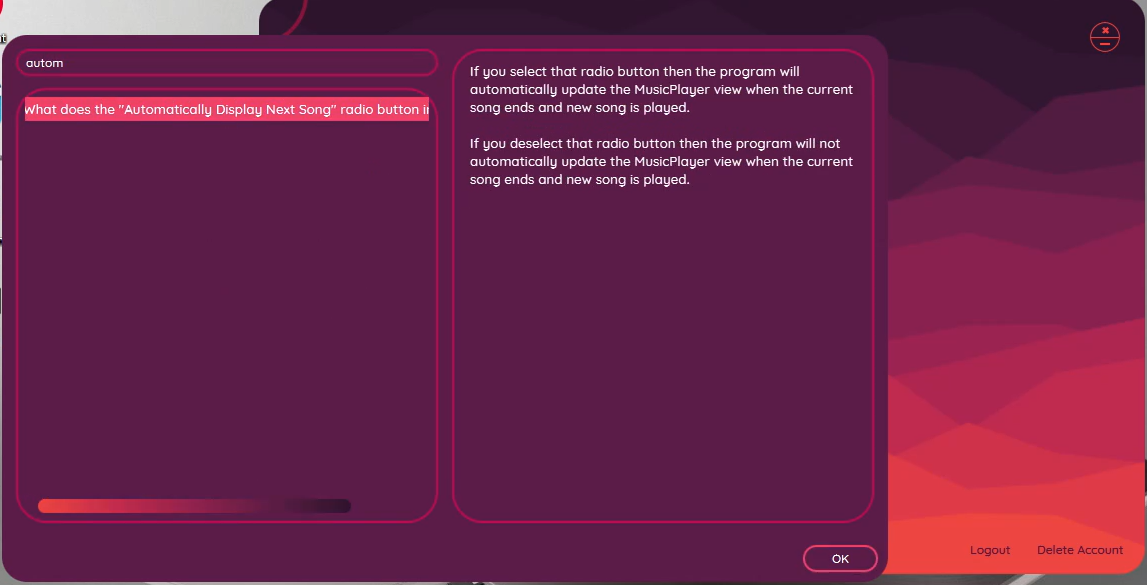 autom
What does the "Automatically Display Next Song" radio button
If you select that radio button then the program will
automatically update the MusicPlayer view when the current
song ends and new song is played.
If you deselect that radio button then the program will not
automatically update the MusicPlayer view when the current
song ends and new song is played.
OK
Logout
Delete Account